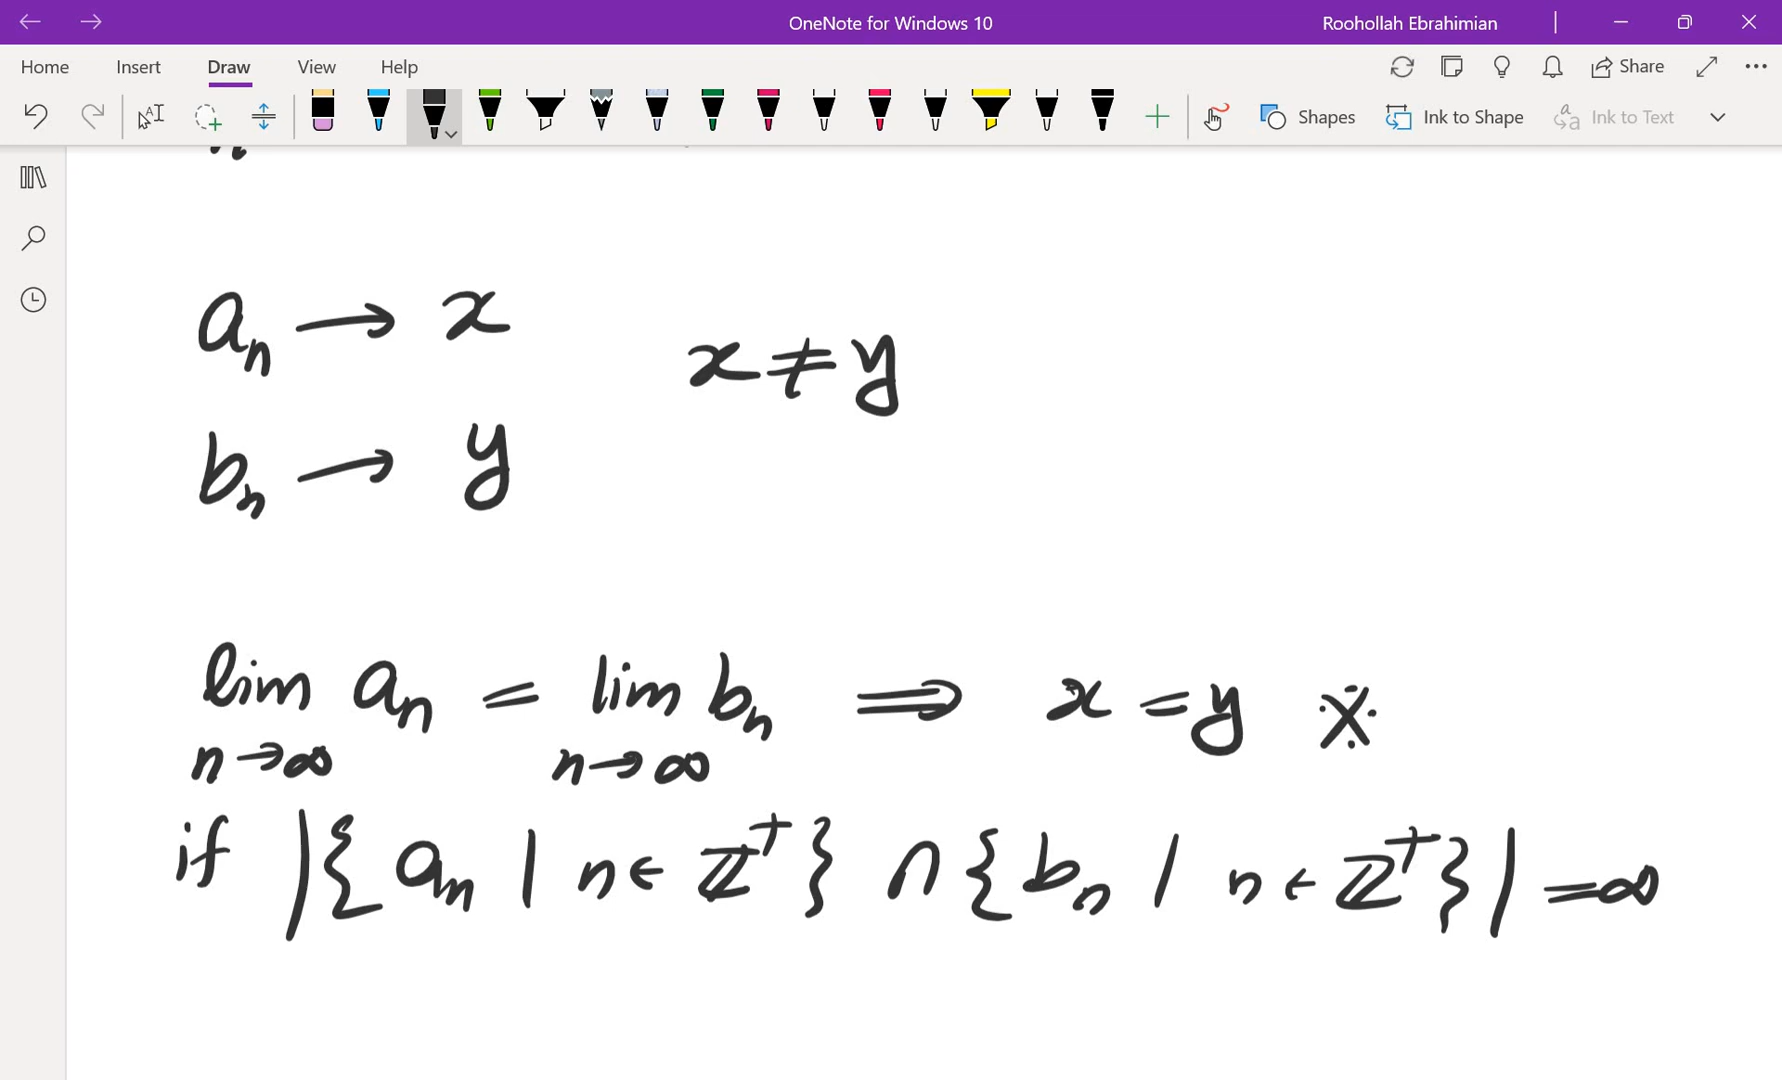 OneNote for Windows 10
Roohollah Ebrahimian
Home Insert Draw View Help Share
Shapes Ink to Shape Ink to Text
aₙ → x
x ≠ y
bₙ → y
lim aₙ = lim bₙ ⟹ x = y ※
n→∞ n→∞
if |{aₙ | n ∈ ℤ⁺} ∩ {bₙ | n ∈ ℤ⁺}| = ∞